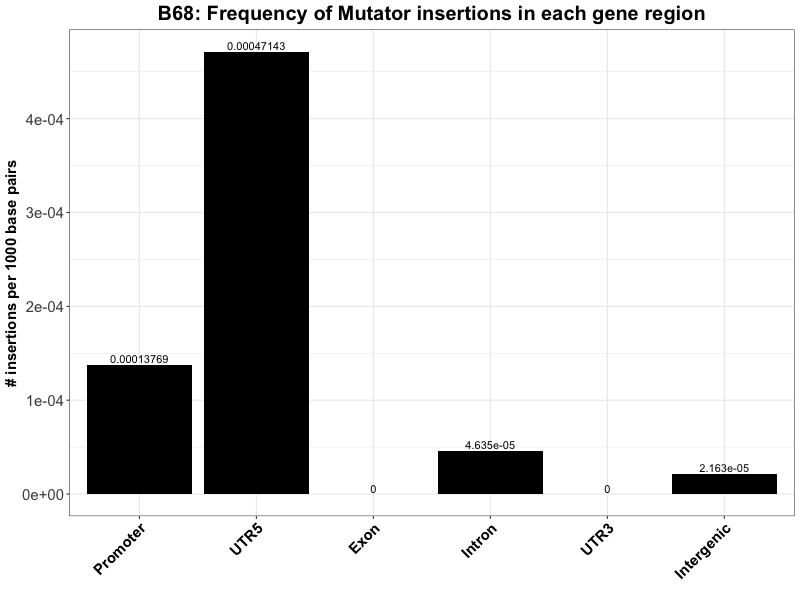 B68: Frequency of Mutator insertions in each gene region
# insertions per 1000 base pairs
4e-04
3e-04
2e-04
1e-04
0e+00
0.00013769
0.00047143
0
4.635e-05
0
2.163e-05
Promoter
UTR5
Exon
Intron
UTR3
Intergenic